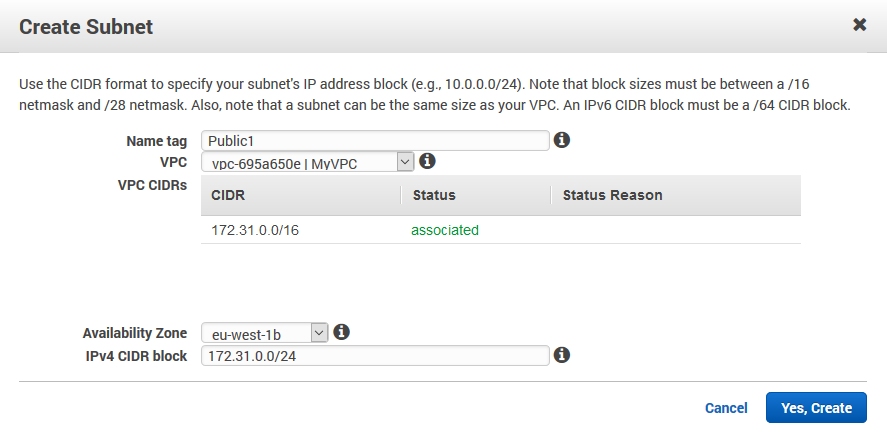 Create Subnet
Use the CIDR format to specify your subnet's IP address block (e.g., 10.0.0.0/24). Note that block sizes must be between a /16
netmask and /28 netmask. Also, note that a subnet can be the same size as your VPC. An IPv6 CIDR block must be a /64 CIDR block.
Name tag Public1
VPC vpc-695a650e | MyVPC
VPC CIDRs
CIDR Status Status Reason
172.31.0.0/16 associated
Availability Zone eu-west-1b
IPv4 CIDR block 172.31.0.0/24
Cancel Yes, Create